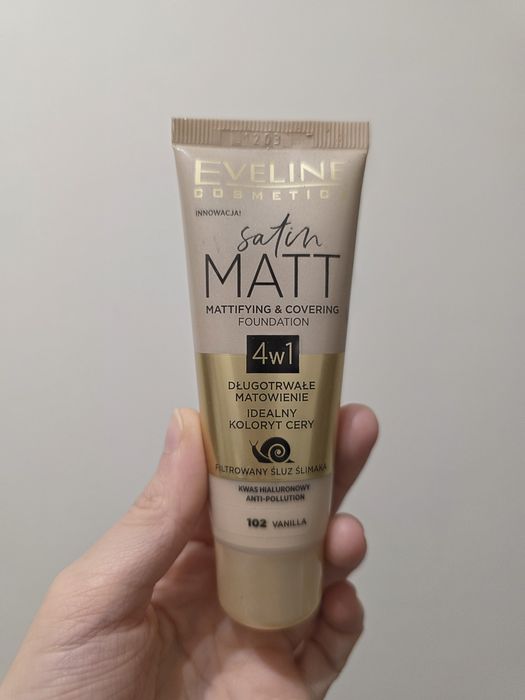 EVELINE
COSMETICS
INNOWACJA!
satin
MATT
MATTIFYING & COVERING
FOUNDATION
4w1
DŁUGOTRWAŁE
MATOWIENIE
IDEALNY
KOLORYT CERY
FILTROWANY ŚLUZ ŚLIMAKA
KWAS HIALURONOWY
ANTI-POLLUTION
102 VANILLA